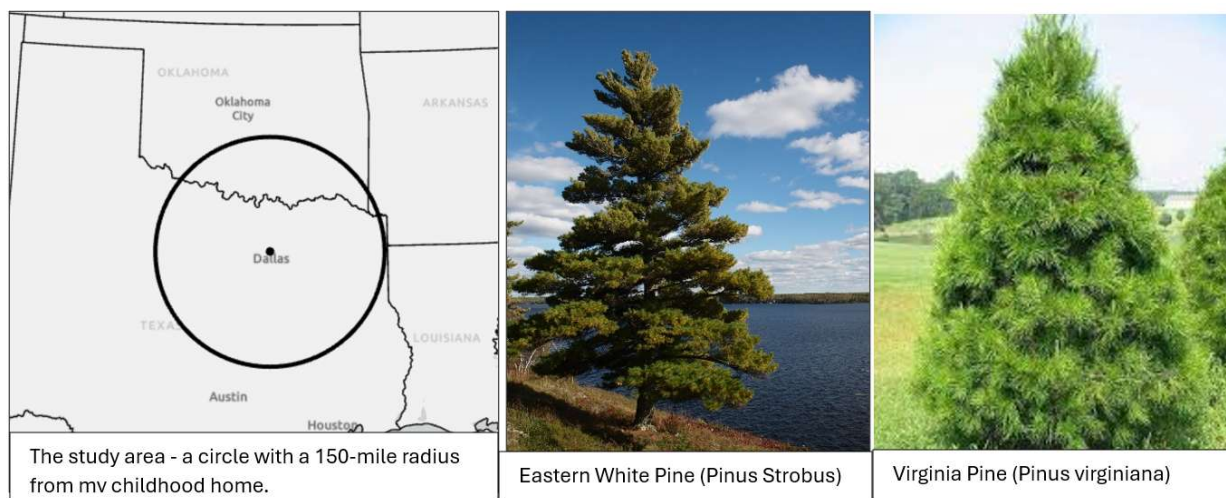 OKLAHOMA
Oklahoma
City
ARKANSAS
Dallas
TEXAS
LOUISIANA
Austin
Houston
The study area - a circle with a 150-mile radius
from mv childhood home.
Eastern White Pine (Pinus Strobus)
Virginia Pine (Pinus virginiana)